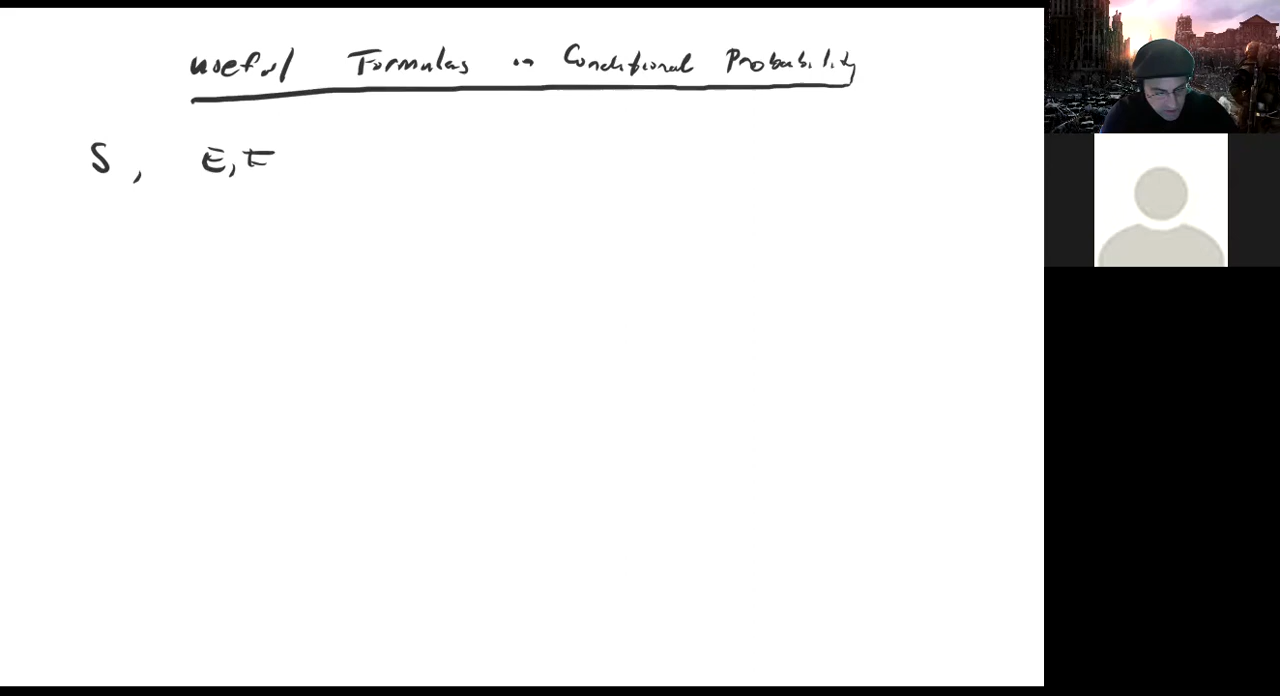 useful Formulas in Conditional Probability
S, E, F